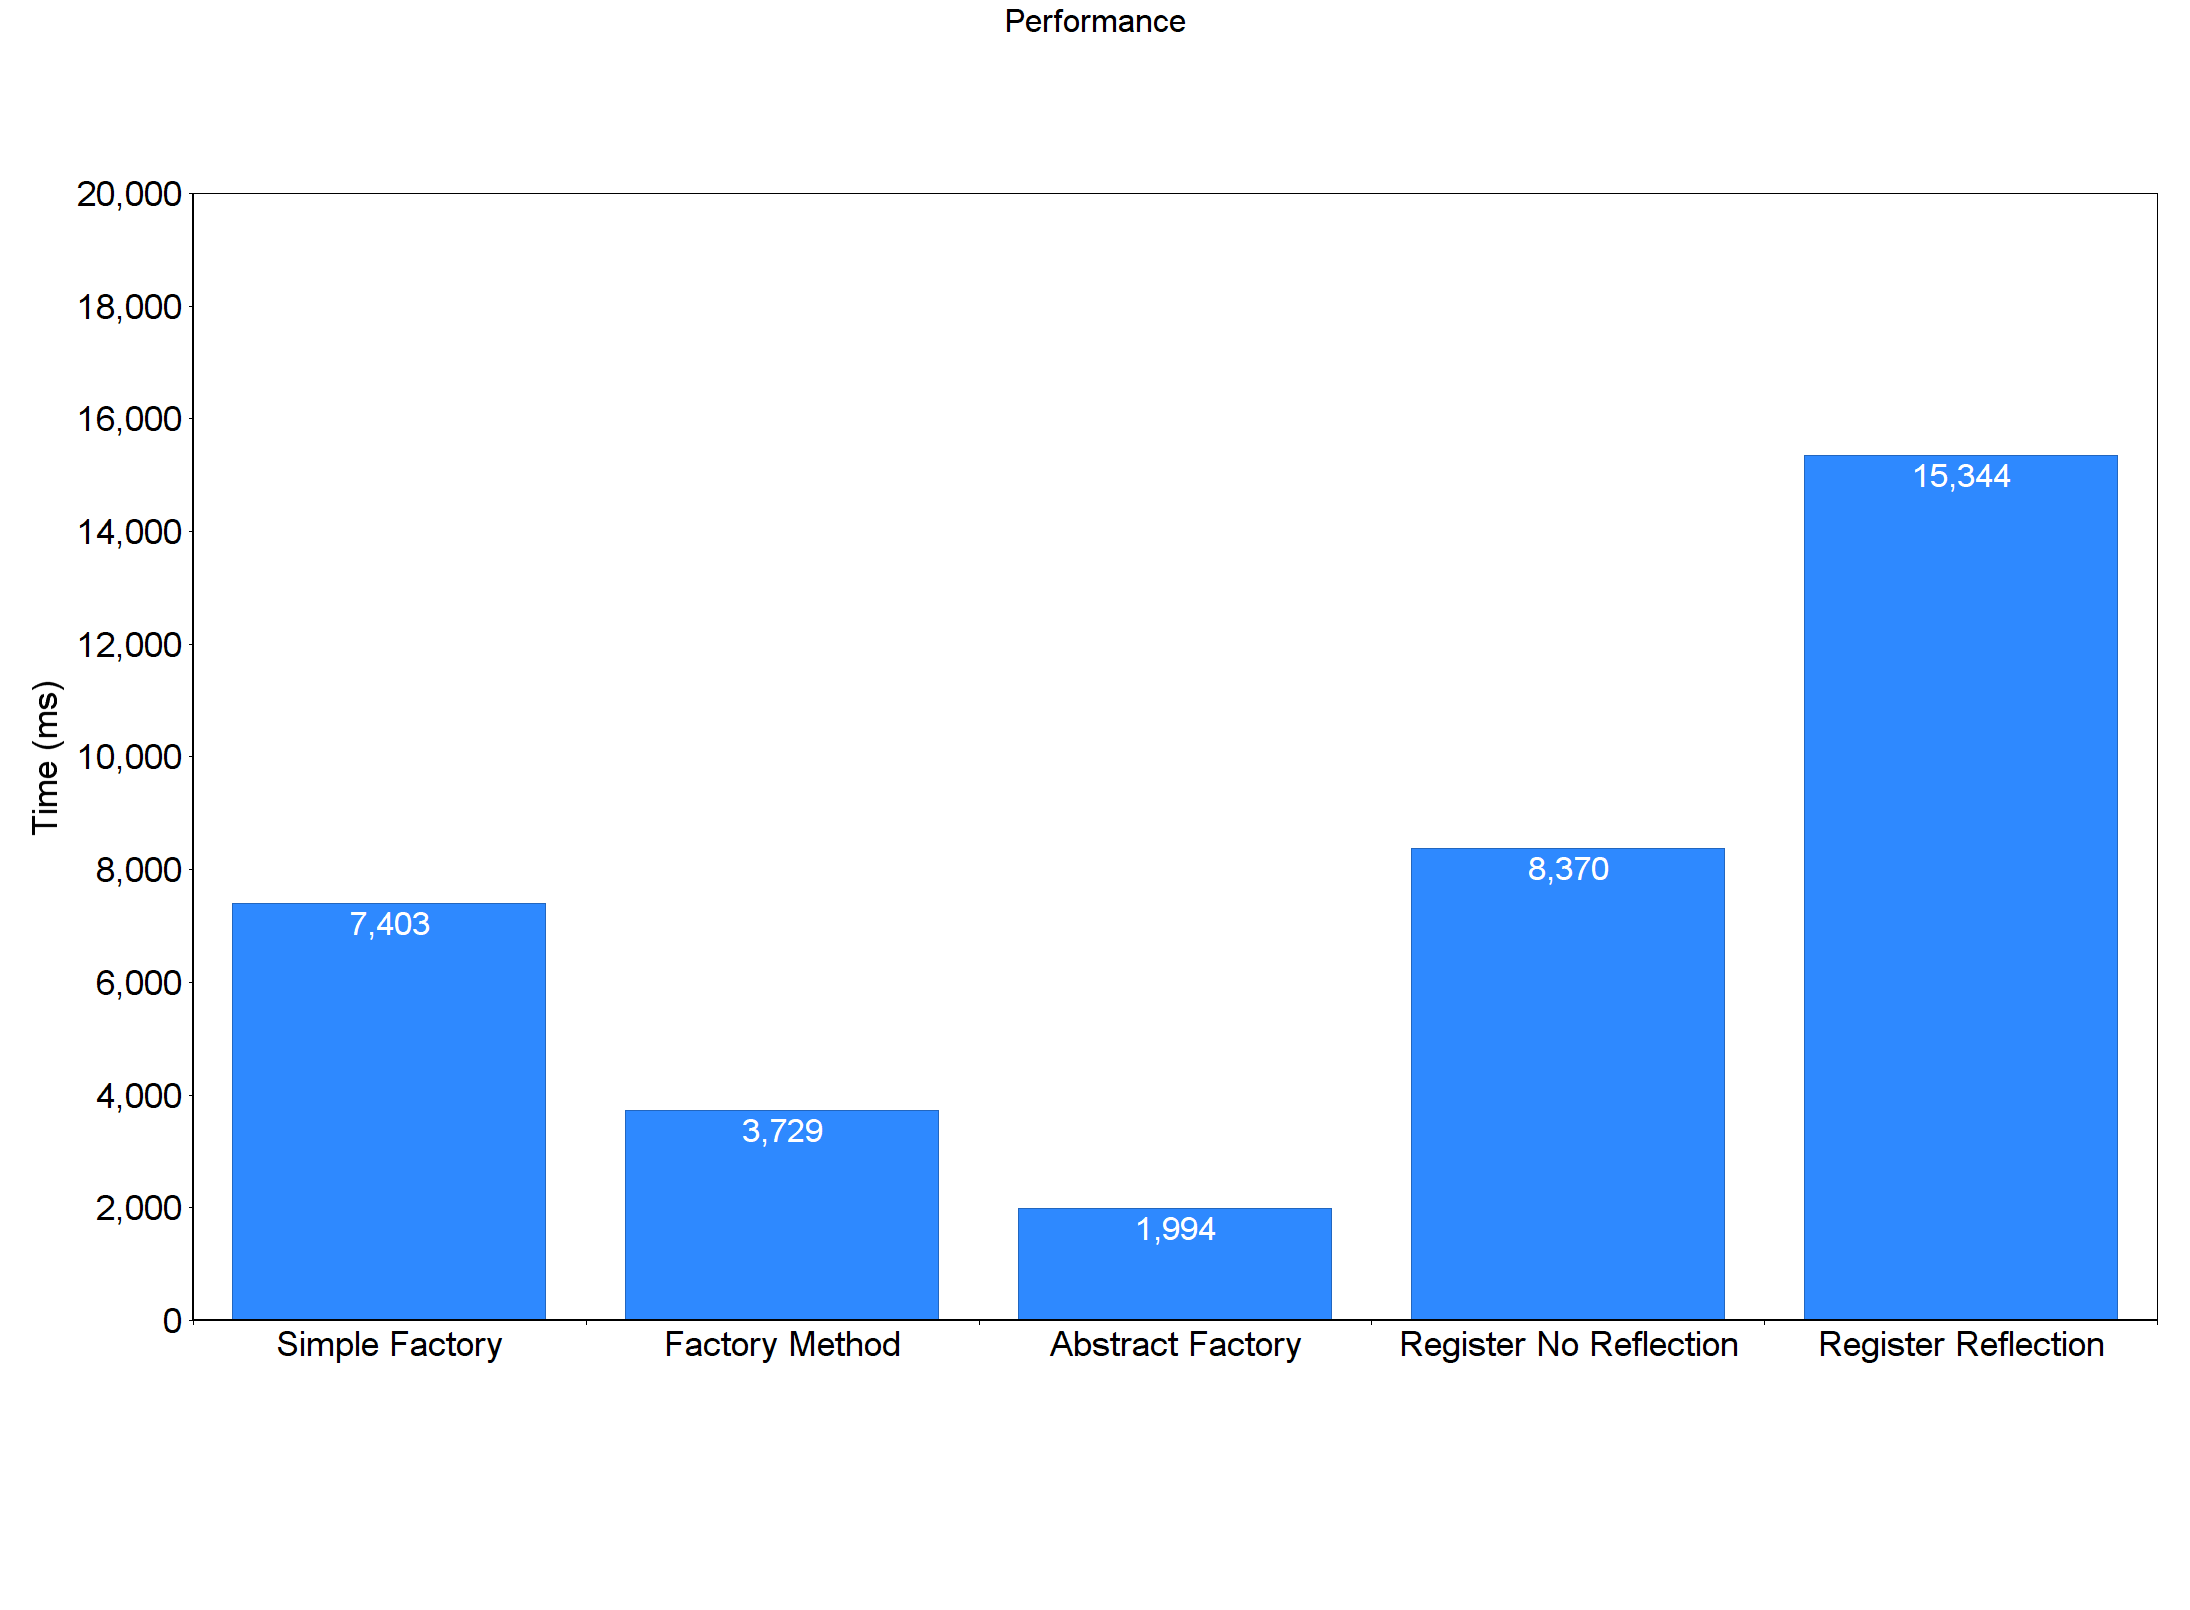 Performance
20,000
18,000
16,000
14,000
12,000
10,000
8,000
6,000
4,000
2,000
0
Time (ms)
7,403
3,729
1,994
8,370
15,344
Simple Factory
Factory Method
Abstract Factory
Register No Reflection
Register Reflection